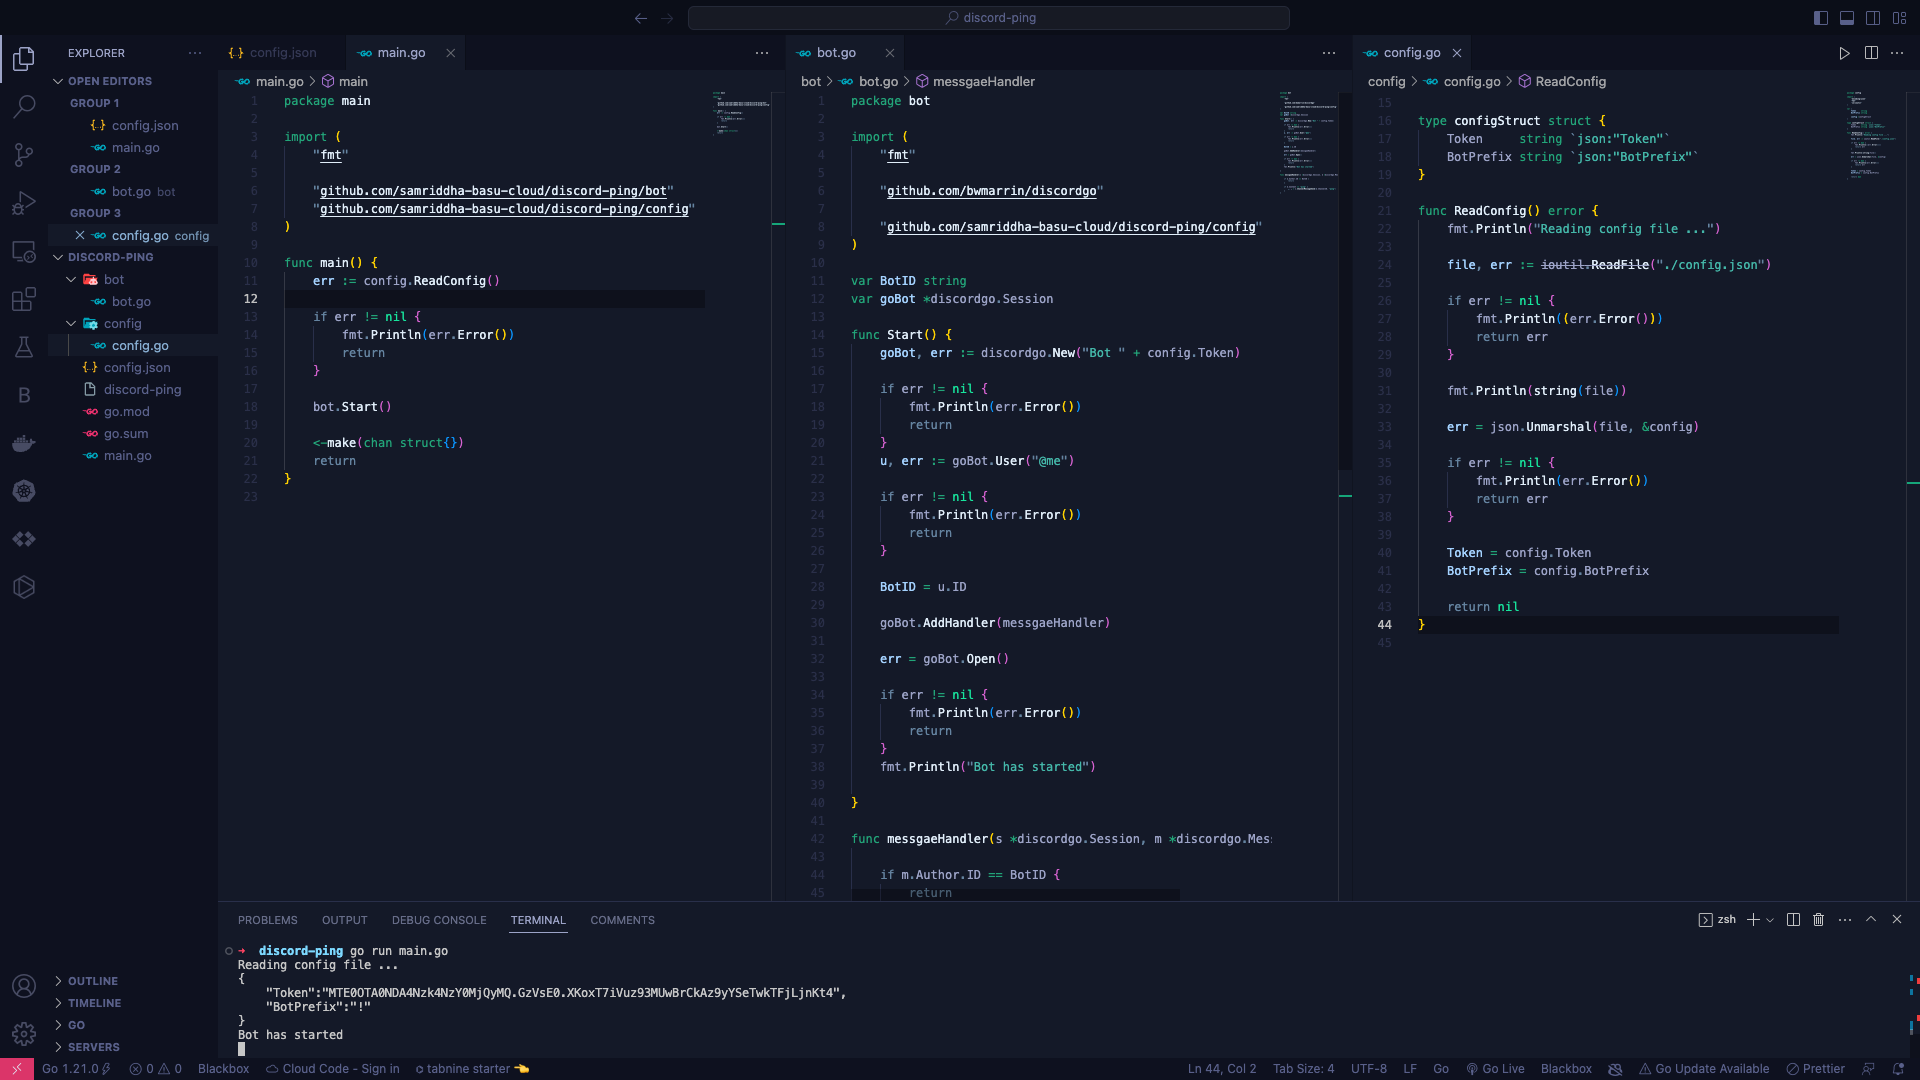 discord-ping
EXPLORER
OPEN EDITORS
GROUP 1
config.json
main.go
GROUP 2
bot.go bot
GROUP 3
config.go config
DISCORD-PING
bot
bot.go
config
config.go
config.json
discord-ping
go.mod
go.sum
main.go
OUTLINE
TIMELINE
GO
SERVERS
config.json
main.go
main.go > main
1 package main
2
3 import (
4 "fmt"
5
6 "github.com/samriddha-basu-cloud/discord-ping/bot"
7 "github.com/samriddha-basu-cloud/discord-ping/config"
8 )
9
10 func main() {
11 err := config.ReadConfig()
12
13 if err != nil {
14 fmt.Println(err.Error())
15 return
16 }
17
18 bot.Start()
19
20 <-make(chan struct{})
21 return
22 }
23
bot.go
bot > bot.go > messgaeHandler
1 package bot
2
3 import (
4 "fmt"
5
6 "github.com/bwmarrin/discordgo"
7
8 "github.com/samriddha-basu-cloud/discord-ping/config"
9 )
10
11 var BotID string
12 var goBot *discordgo.Session
13
14 func Start() {
15 goBot, err := discordgo.New("Bot " + config.Token)
16
17 if err != nil {
18 fmt.Println(err.Error())
19 return
20 }
21 u, err := goBot.User("@me")
22
23 if err != nil {
24 fmt.Println(err.Error())
25 return
26 }
27
28 BotID = u.ID
29
30 goBot.AddHandler(messgaeHandler)
31
32 err = goBot.Open()
33
34 if err != nil {
35 fmt.Println(err.Error())
36 return
37 }
38 fmt.Println("Bot has started")
39
40 }
41
42 func messgaeHandler(s *discordgo.Session, m *discordgo.Mes
43
44 if m.Author.ID == BotID {
45 return
config.go
config > config.go > ReadConfig
15
16 type configStruct struct {
17 Token string `json:"Token"`
18 BotPrefix string `json:"BotPrefix"`
19 }
20
21 func ReadConfig() error {
22 fmt.Println("Reading config file ...")
23
24 file, err := ioutil.ReadFile("./config.json")
25
26 if err != nil {
27 fmt.Println((err.Error()))
28 return err
29 }
30
31 fmt.Println(string(file))
32
33 err = json.Unmarshal(file, &config)
34
35 if err != nil {
36 fmt.Println(err.Error())
37 return err
38 }
39
40 Token = config.Token
41 BotPrefix = config.BotPrefix
42
43 return nil
44 }
45
PROBLEMS OUTPUT DEBUG CONSOLE TERMINAL COMMENTS
zsh
discord-ping go run main.go
Reading config file ...
{
"Token":"MTE0OTA0NDA4Nzk4NzY0MjQyMQ.GzVsE0.XKoxT7iVuz93MUwBrCkAz9yYSeTwkTFjLjnKt4",
"BotPrefix":"!"
}
Bot has started
Go 1.21.0 0 0 Blackbox Cloud Code - Sign in tabnine starter Ln 44, Col 2 Tab Size: 4 UTF-8 LF Go Go Live Blackbox Go Update Available Prettier